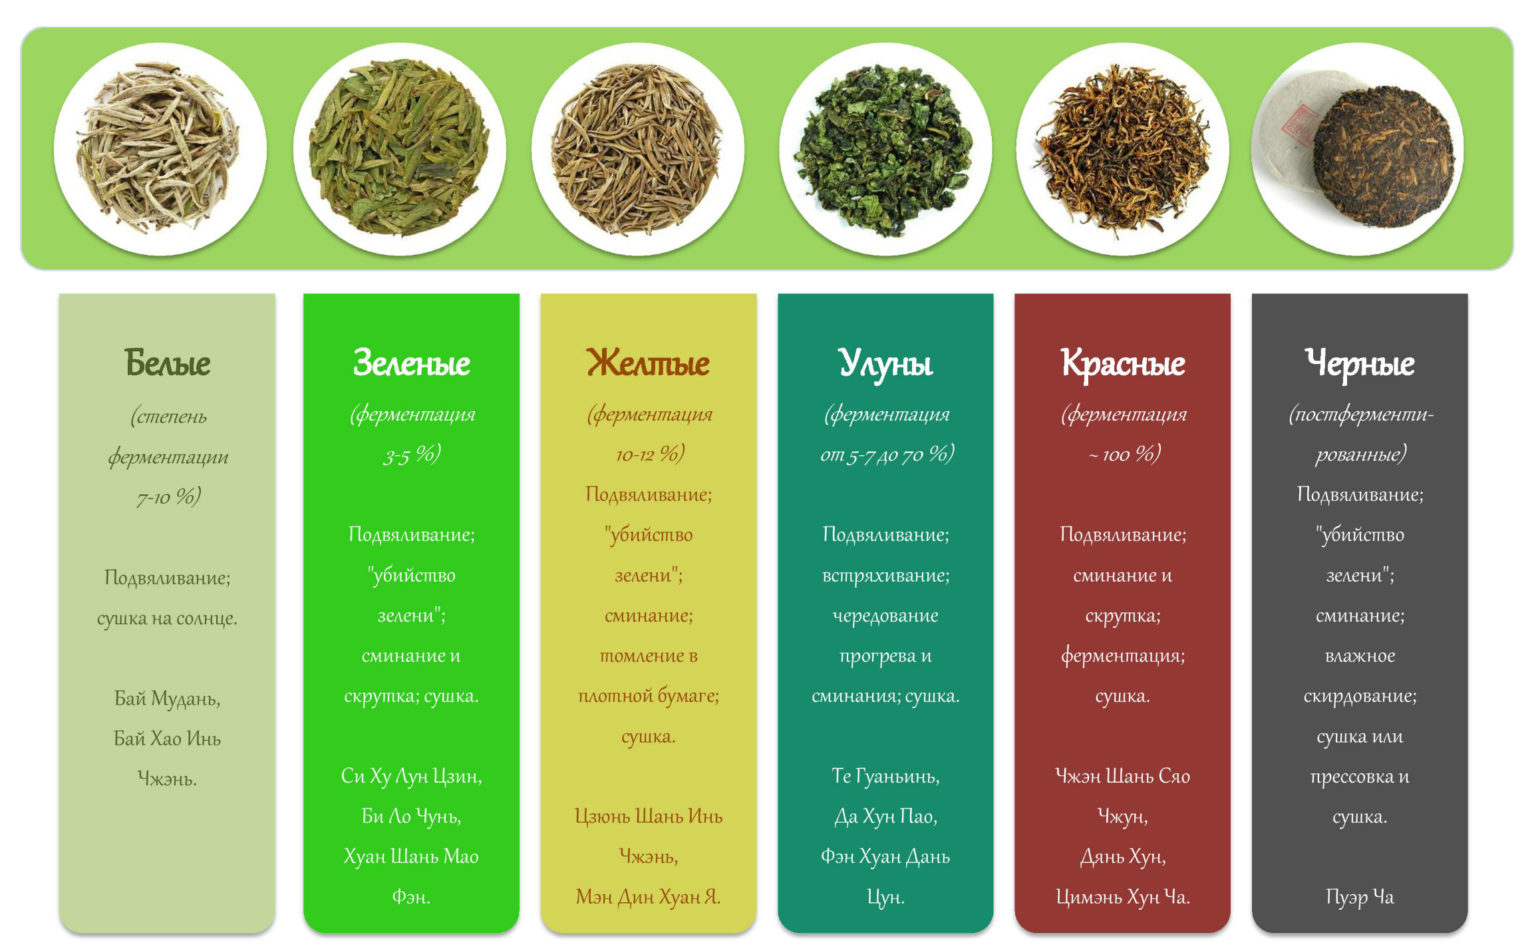 Белые
(степень
ферментации
7-10 %)
Подвяливание;
сушка на солнце.
Бай Мудань,
Бай Хао Инь
Чжэнь.
Зеленые
(ферментация
3-5 %)
Подвяливание;
"убийство
зелени";
сминание и
скрутка; сушка.
Си Ху Лун Цзин,
Би Ло Чунь,
Хуан Шань Мао
Фэн.
Желтые
(ферментация
10-12 %)
Подвяливание;
"убийство
зелени";
сминание;
томление в
плотной бумаге;
сушка.
Цзюнь Шань Инь
Чжэнь,
Мэн Дин Хуан Я.
Улуны
(ферментация
от 5-7 до 70 %)
Подвяливание;
встряхивание;
чередование
прогрева и
сминания; сушка.
Те Гуаньинь,
Да Хун Пао,
Фэн Хуан Дань
Цун.
Красные
(ферментация
~ 100 %)
Подвяливание;
сминание и
скрутка;
ферментация;
сушка.
Чжэн Шань Сяо
Чжун,
Дянь Хун,
Цимэнь Хун Ча.
Черные
(постферменти-
рованные)
Подвяливание;
"убийство
зелени";
сминание;
влажное
скирдование;
сушка или
прессовка и
сушка.
Пуэр Ча